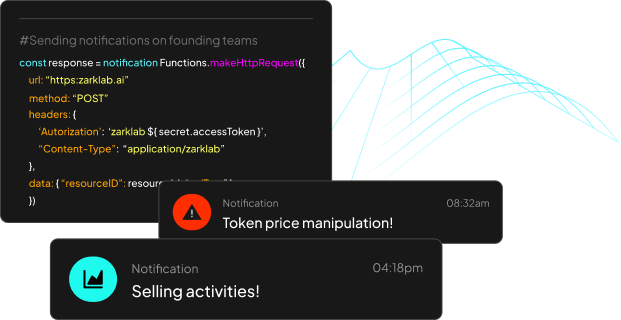 #Sending notifications on founding teams
const response = notification Functions.makeHttpRequest({
url: “https:zarklab.ai”
method: “POST”
headers: {
‘Autorization’: ‘zarklab ${ secret.accessToken }’,
“Content-Type”: “application/zarklab”
},
data: { “resourceID”:
})
Notification 08:32am
Token price manipulation!
Notification 04:18pm
Selling activities!